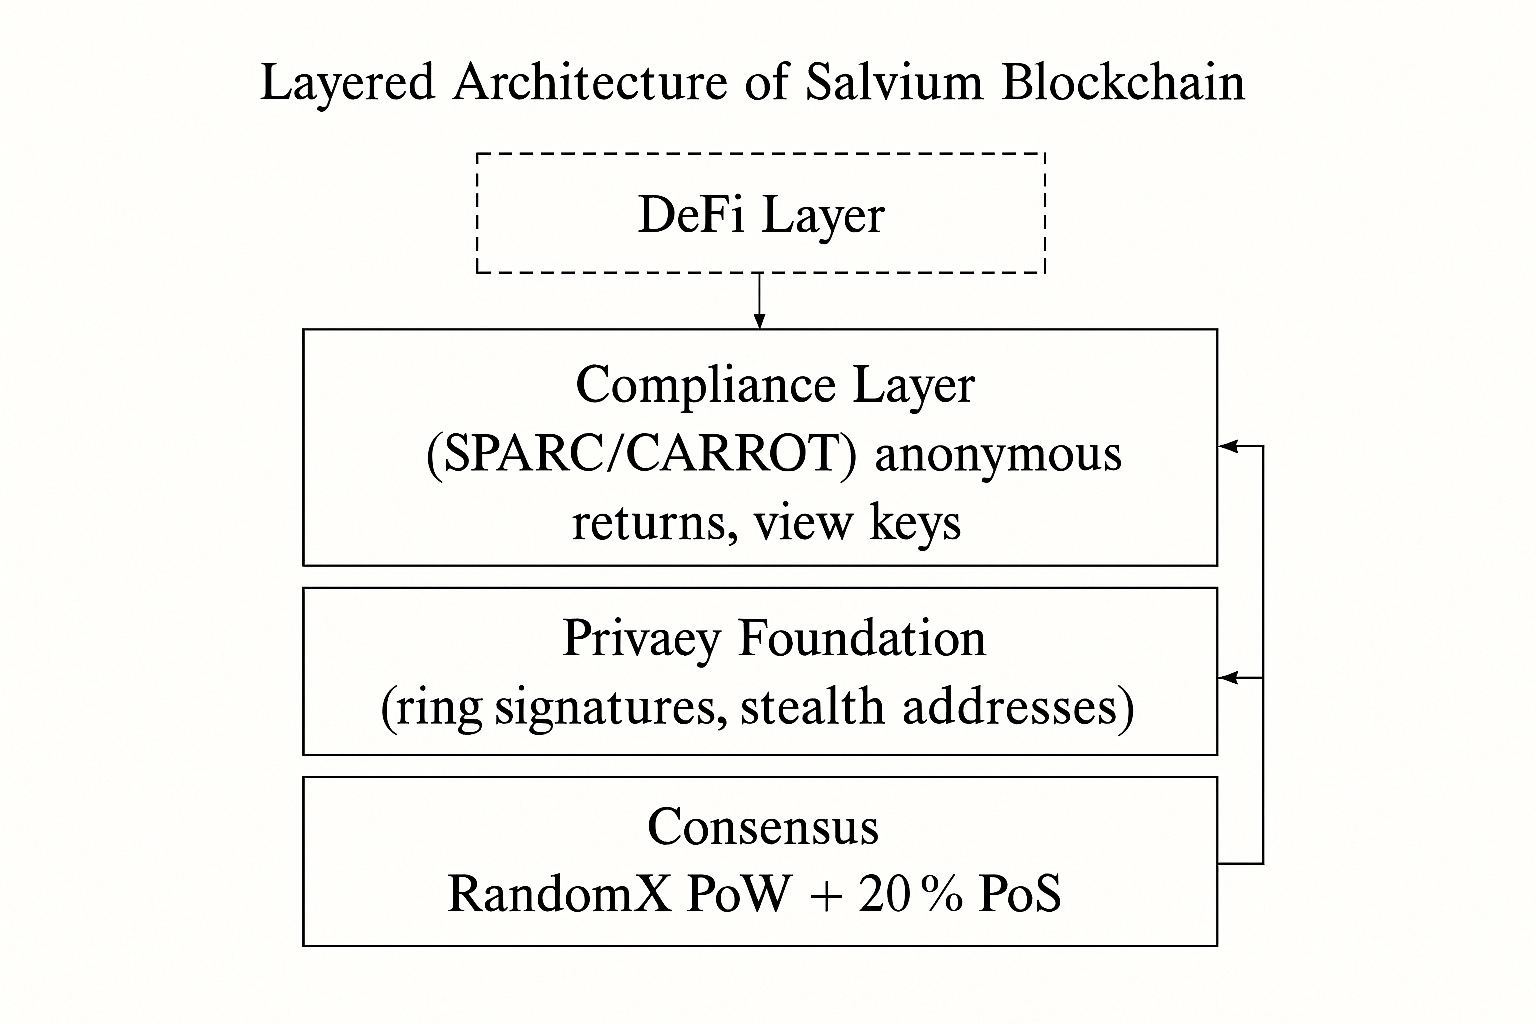 Layered Architecture of Salvium Blockchain
DeFi Layer
Compliance Layer
(SPARC/CARROT) anonymous
returns, view keys
Privaey Foundation
(ring signatures, stealth addresses)
Consensus
RandomX PoW + 20 % PoS